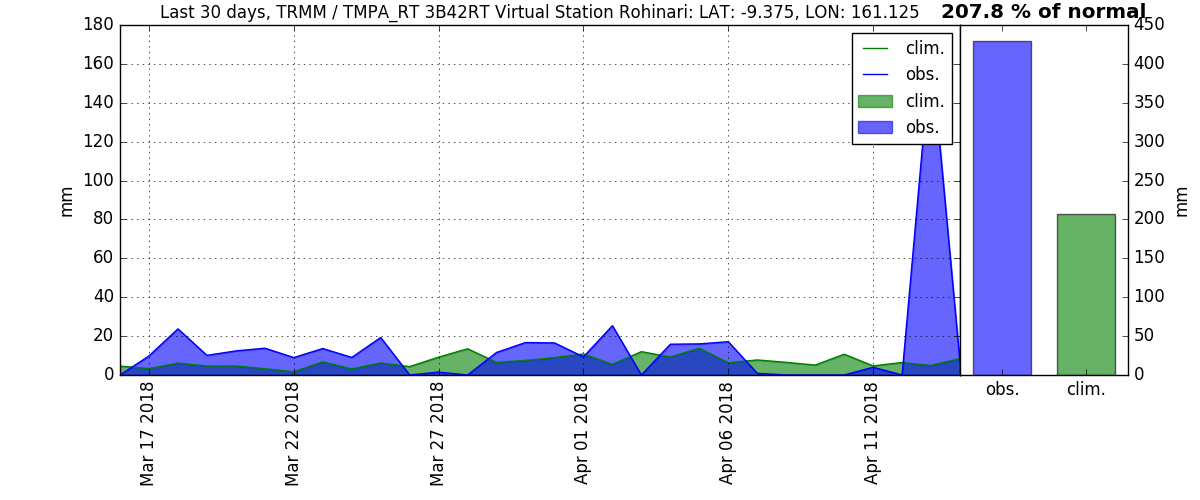 Last 30 days, TRMM / TMPA_RT 3B42RT Virtual Station Rohinari: LAT: -9.375, LON: 161.125
207.8 % of normal
180
160
140
120
100
80
60
40
20
0
mm
clim.
obs.
clim.
obs.
Mar 17 2018
Mar 22 2018
Mar 27 2018
Apr 01 2018
Apr 06 2018
Apr 11 2018
450
400
350
300
250
200
150
100
50
0
mm
obs.
clim.